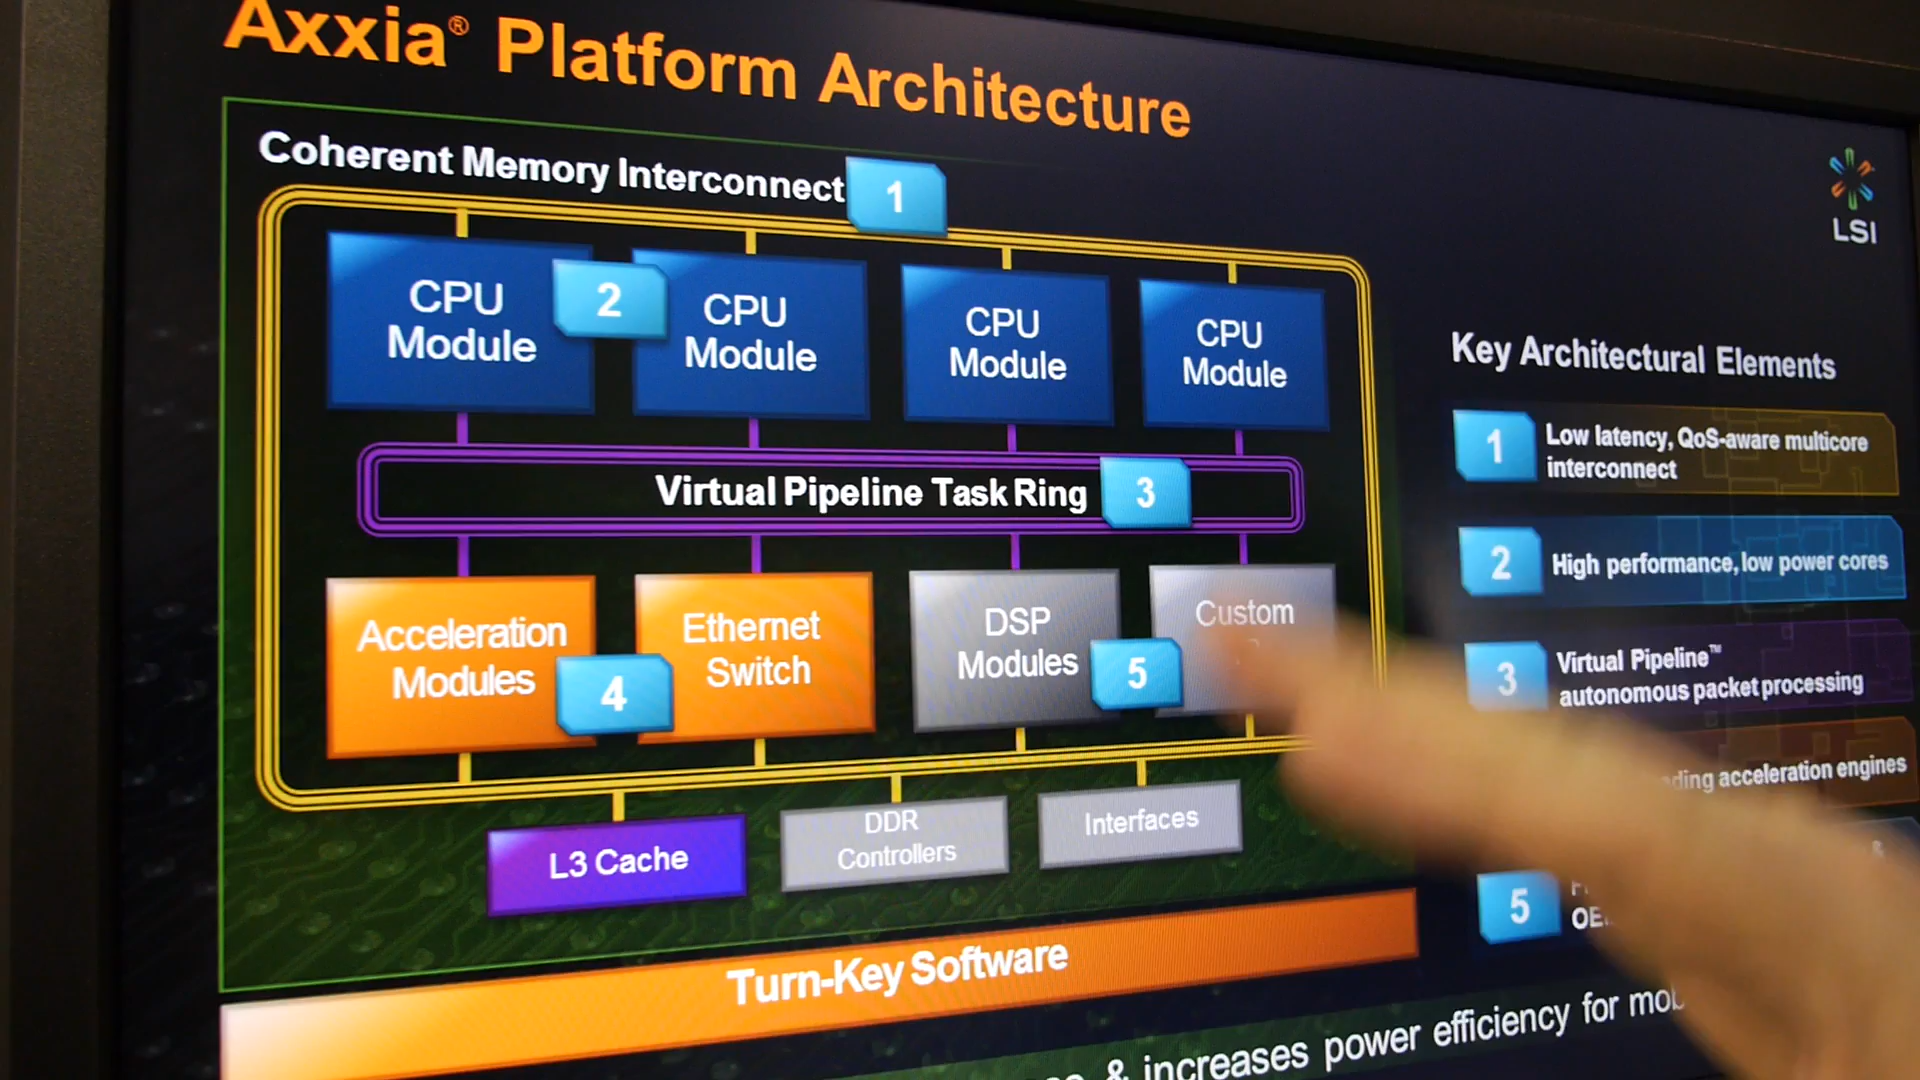 Axxia® Platform Architecture
LSI
Coherent Memory Interconnect 1
CPU
Module
2
CPU
Module
CPU
Module
CPU
Module
Virtual Pipeline Task Ring 3
Acceleration
Modules
4
Ethernet
Switch
DSP
Modules
5
Custom
L3 Cache
DDR
Controllers
Interfaces
Turn-Key Software
Key Architectural Elements
1 Low latency, QoS-aware multicore
interconnect
2 High performance, low power cores
3 Virtual Pipeline™
autonomous packet processing
acceleration engines
&
5
& increases power efficiency for